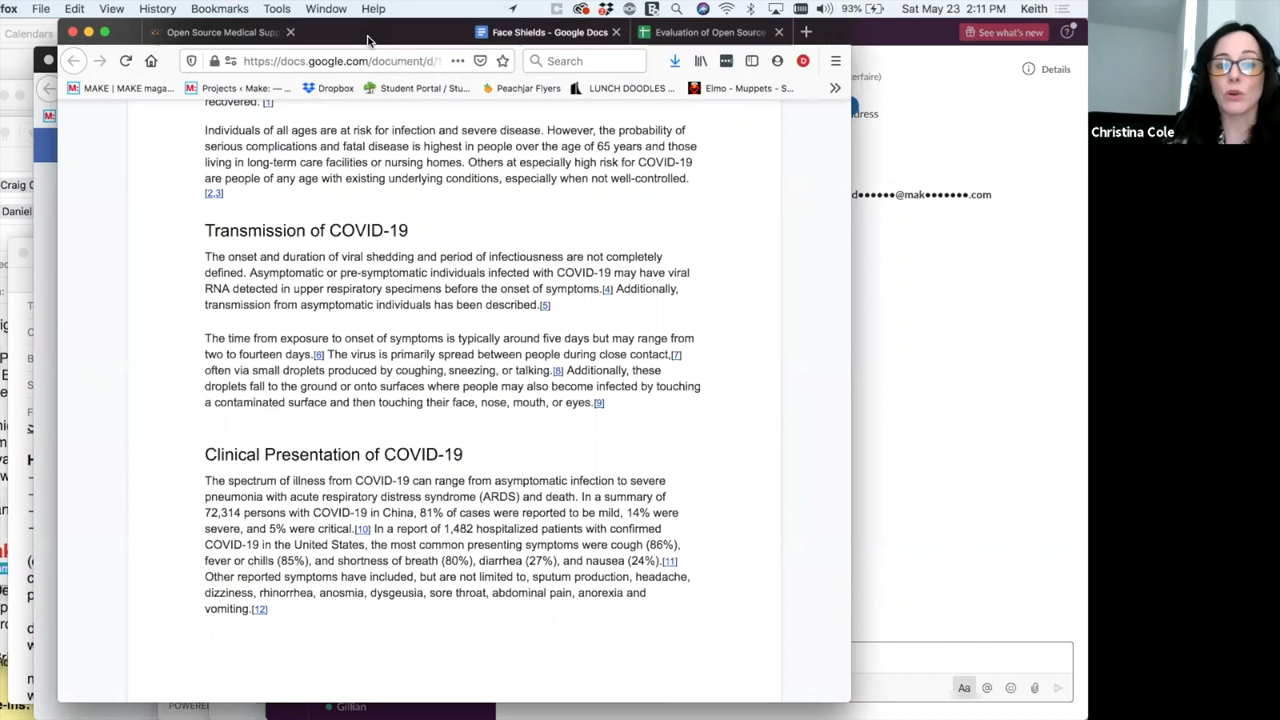 fox File Edit View History Bookmarks Tools Window Help 93% Sat May 23 2:11 PM Keith
Calendars
Open Source Medical Supp Face Shields - Google Docs Evaluation of Open Source
See what's new
https://docs.google.com/document/d/1 Search
MAKE | MAKE maga... Projects ‹ Make: — ... Dropbox Student Portal / Stu... Peachjar Flyers LUNCH DOODLES ... Elmo - Muppets - S...
terfaire)
Details
dress
Christina Cole
d••••••@mak•••••••.com
Craig C
Daniel
recovered. [1]
Individuals of all ages are at risk for infection and severe disease. However, the probability of
serious complications and fatal disease is highest in people over the age of 65 years and those
living in long-term care facilities or nursing homes. Others at especially high risk for COVID-19
are people of any age with existing underlying conditions, especially when not well-controlled.
[2,3]
Transmission of COVID-19
The onset and duration of viral shedding and period of infectiousness are not completely
defined. Asymptomatic or pre-symptomatic individuals infected with COVID-19 may have viral
RNA detected in upper respiratory specimens before the onset of symptoms.[4] Additionally,
transmission from asymptomatic individuals has been described.[5]
The time from exposure to onset of symptoms is typically around five days but may range from
two to fourteen days.[6] The virus is primarily spread between people during close contact,[7]
often via small droplets produced by coughing, sneezing, or talking.[8] Additionally, these
droplets fall to the ground or onto surfaces where people may also become infected by touching
a contaminated surface and then touching their face, nose, mouth, or eyes.[9]
Clinical Presentation of COVID-19
The spectrum of illness from COVID-19 can range from asymptomatic infection to severe
pneumonia with acute respiratory distress syndrome (ARDS) and death. In a summary of
72,314 persons with COVID-19 in China, 81% of cases were reported to be mild, 14% were
severe, and 5% were critical.[10] In a report of 1,482 hospitalized patients with confirmed
COVID-19 in the United States, the most common presenting symptoms were cough (86%),
fever or chills (85%), and shortness of breath (80%), diarrhea (27%), and nausea (24%).[11]
Other reported symptoms have included, but are not limited to, sputum production, headache,
dizziness, rhinorrhea, anosmia, dysgeusia, sore throat, abdominal pain, anorexia and
vomiting.[12]
Aa @
POWERE
Gillian